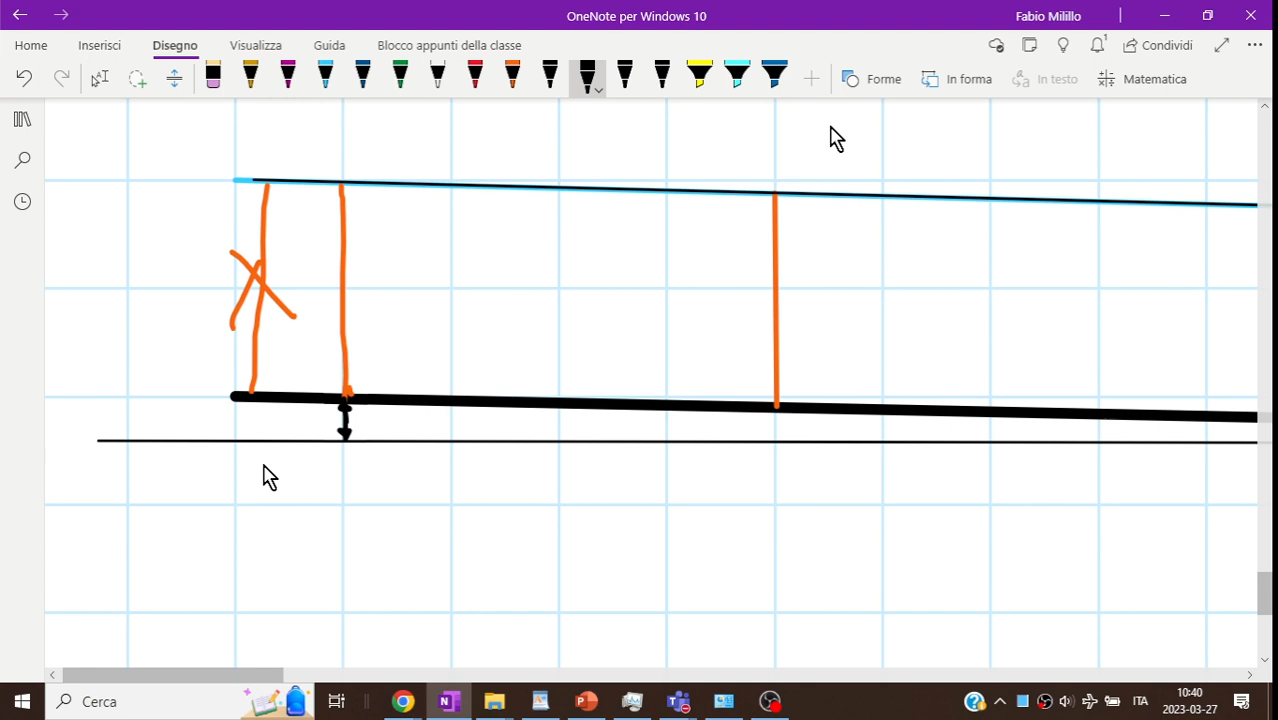 OneNote per Windows 10
Fabio Milillo
Home Inserisci Disegno Visualizza Guida Blocco appunti della classe
Condividi
Forme In forma In testo Matematica
Cerca
ITA
10:40
2023-03-27